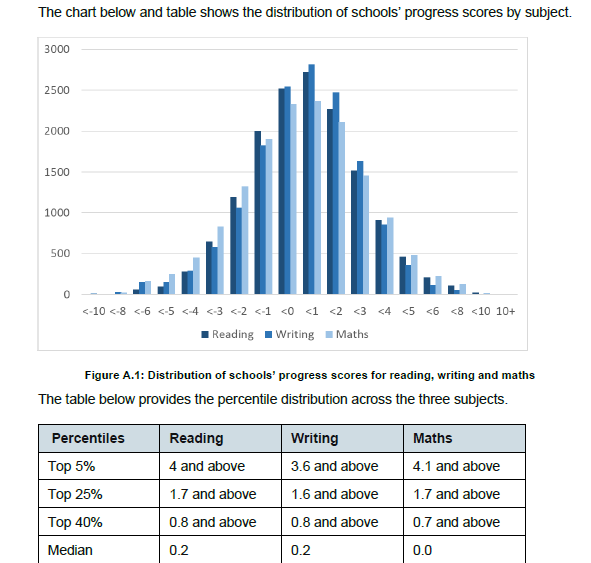 The chart below and table shows the distribution of schools' progress scores by subject.
3000
2500
2000
1500
1000
500
0
<-10 <-8 <-6 <-5 <-4 <-3 <-2 <-1 <0 <1 <2 <3 <4 <5 <6 <8 <10 10+
Reading Writing Maths
Figure A.1: Distribution of schools' progress scores for reading, writing and maths
The table below provides the percentile distribution across the three subjects.
Percentiles Reading Writing Maths
Top 5% 4 and above 3.6 and above 4.1 and above
Top 25% 1.7 and above 1.6 and above 1.7 and above
Top 40% 0.8 and above 0.8 and above 0.7 and above
Median 0.2 0.2 0.0